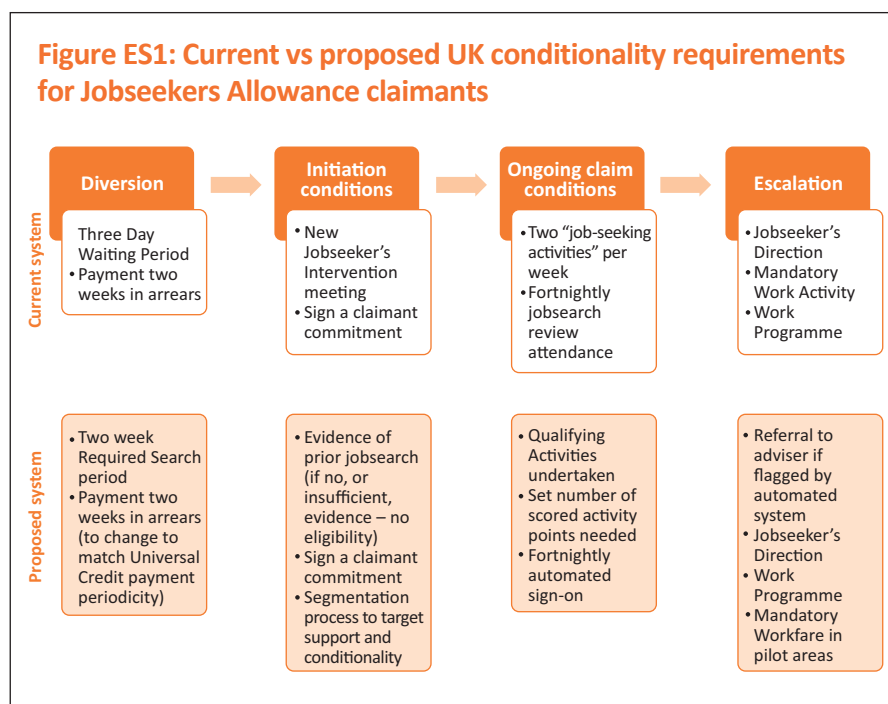 Figure ES1: Current vs proposed UK conditionality requirements
for Jobseekers Allowance claimants
Diversion
Initiation
conditions
Ongoing claim
conditions
Escalation
Current system
Three Day
Waiting Period
• Payment two
weeks in arrears
• New
Jobseeker’s
Intervention
meeting
• Sign a claimant
commitment
• Two “job-seeking
activities” per
week
• Fortnightly
jobsearch
review
attendance
• Jobseeker’s
Direction
• Mandatory
Work Activity
• Work
Programme
Proposed system
• Two week
Required Search
period
• Payment two
weeks in arrears
(to change to
match Universal
Credit payment
periodicity)
• Evidence of
prior jobsearch
(if no, or
insufficient,
evidence – no
eligibility)
• Sign a claimant
commitment
• Segmentation
process to target
support and
conditionality
• Qualifying
Activities
undertaken
• Set number of
scored activity
points needed
• Fortnightly
automated
sign-on
• Referral to
adviser if
flagged by
automated
system
• Jobseeker’s
Direction
• Work
Programme
• Mandatory
Workfare in
pilot areas